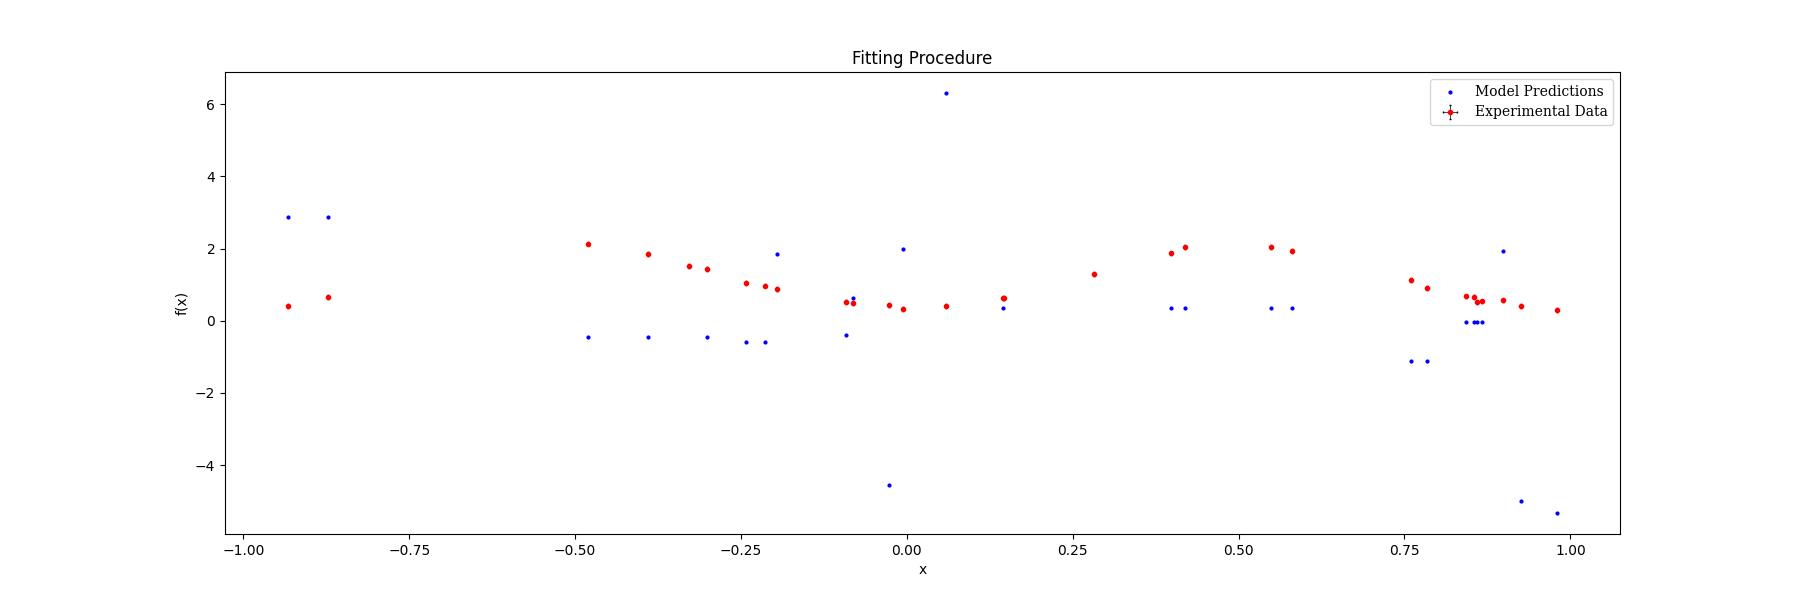 Fitting Procedure
Model Predictions
Experimental Data
f(x)
6
4
2
0
−2
−4
−1.00 −0.75 −0.50 −0.25 0.00 0.25 0.50 0.75 1.00
x